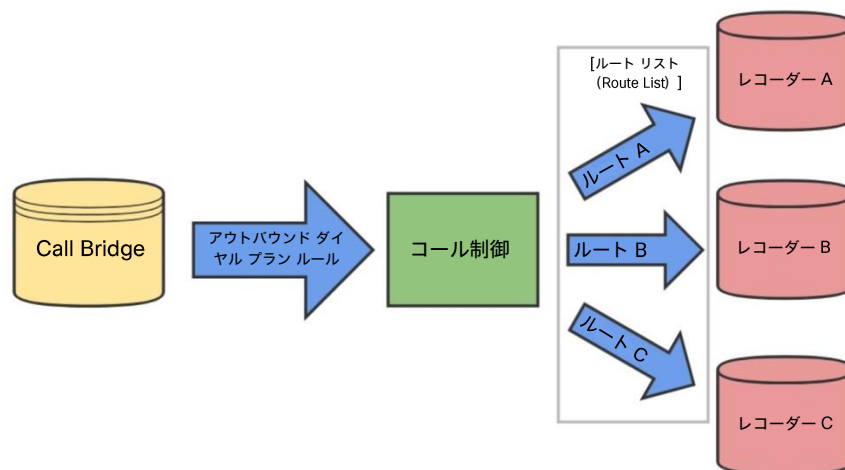 [ルート リスト
（Route List）]
レコーダー A
ルート A
Call Bridge
アウトバウンド ダイ
ヤル プラン ルール
コール制御
ルート B
レコーダー B
ルート C
レコーダー C